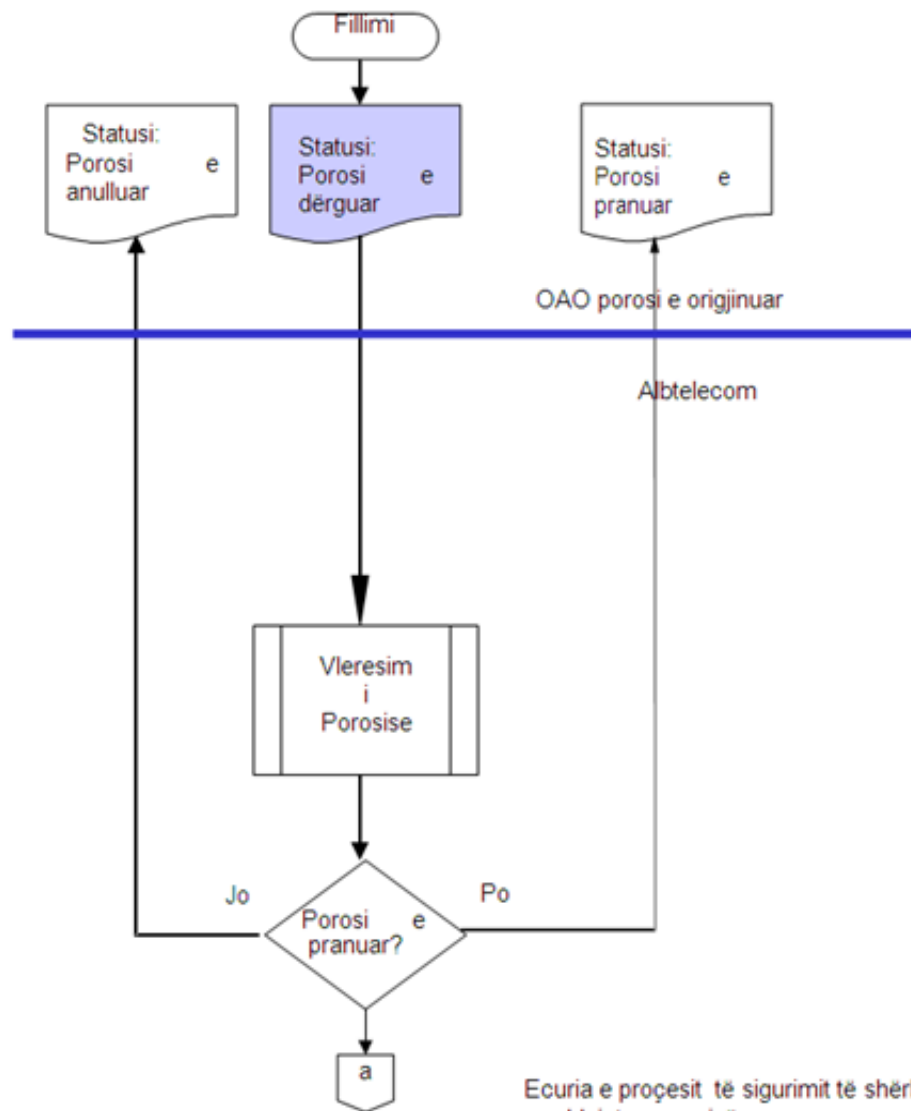 Fillimi
Statusi:
Porosi e
anulluar
Statusi:
Porosi e
dërguar
Statusi:
Porosi e
pranuar
OAO porosi e origjinuar
Albtelecom
Vleresim
i
Porosise
Jo
Po
Porosi e
pranuar?
a
Ecuria e proçesit të sigurimit të